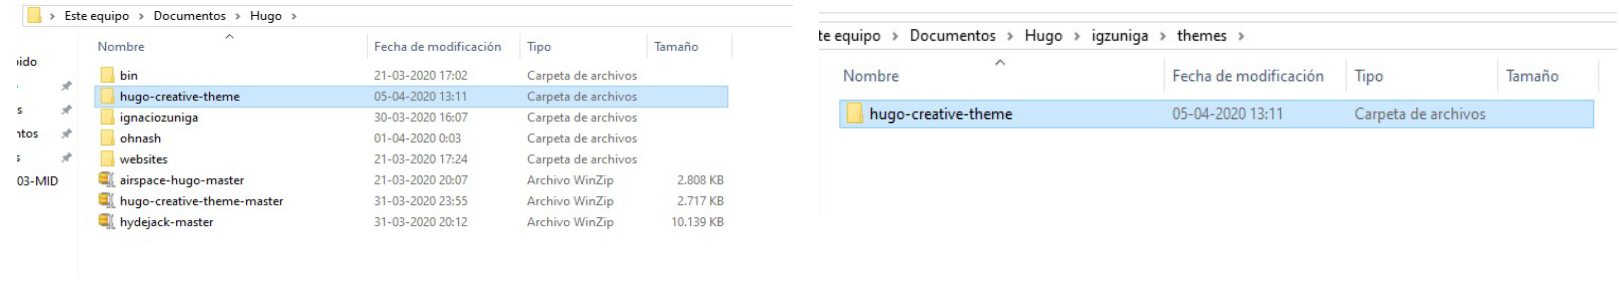 Este equipo > Documentos > Hugo >
Nombre Fecha de modificación Tipo Tamaño
bin 21-03-2020 17:02 Carpeta de archivos
hugo-creative-theme 05-04-2020 13:11 Carpeta de archivos
ignaciozuniga 30-03-2020 16:07 Carpeta de archivos
ohnash 01-04-2020 0:03 Carpeta de archivos
websites 21-03-2020 17:24 Carpeta de archivos
airspace-hugo-master 21-03-2020 20:07 Archivo WinZip 2.808 KB
hugo-creative-theme-master 31-03-2020 23:55 Archivo WinZip 2.717 KB
hydejack-master 31-03-2020 20:12 Archivo WinZip 10.139 KB
ido
s
ntos
s
03-MID
te equipo > Documentos > Hugo > igzuniga > themes >
Nombre Fecha de modificación Tipo Tamaño
hugo-creative-theme 05-04-2020 13:11 Carpeta de archivos